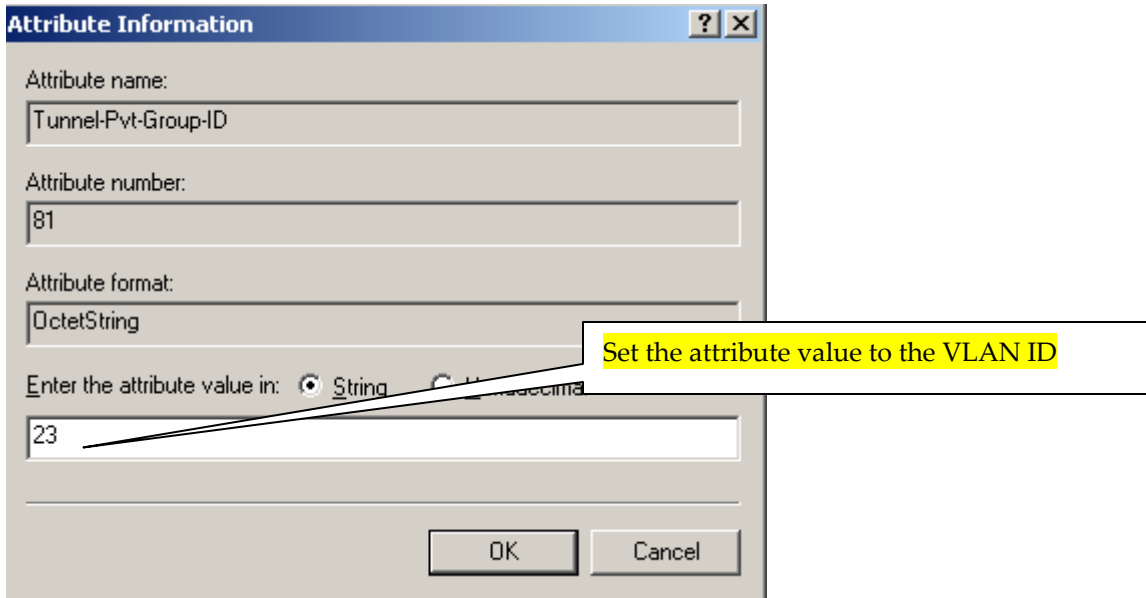 Attribute Information
Attribute name:
Tunnel-Pvt-Group-ID
Attribute number:
81
Attribute format:
OctetString
Set the attribute value to the VLAN ID
Enter the attribute value in: String
23
OK Cancel